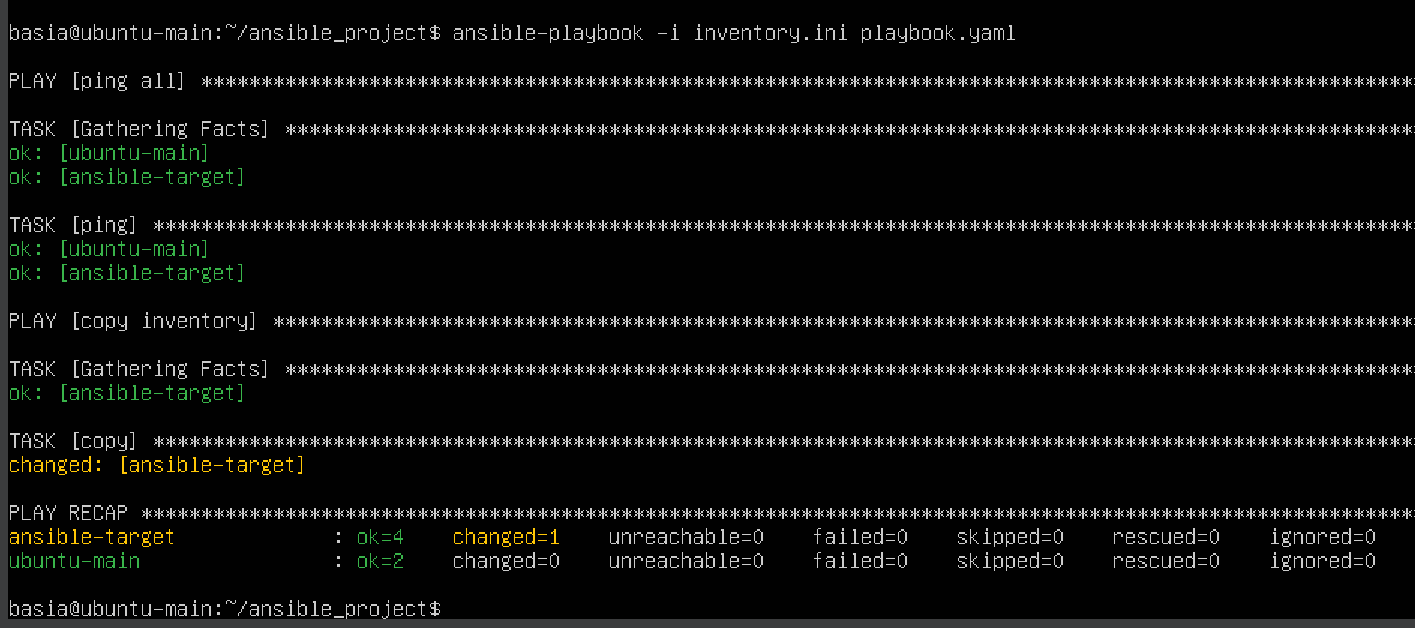 basia@ubuntu-main:~/ansible_project$ ansible-playbook -i inventory.ini playbook.yaml
PLAY [ping all] *****************************************************************************************************
TASK [Gathering Facts] **********************************************************************************************
ok: [ubuntu-main]
ok: [ansible-target]
TASK [ping] *********************************************************************************************************
ok: [ubuntu-main]
ok: [ansible-target]
PLAY [copy inventory] ***********************************************************************************************
TASK [Gathering Facts] **********************************************************************************************
ok: [ansible-target]
TASK [copy] *********************************************************************************************************
changed: [ansible-target]
PLAY RECAP **********************************************************************************************************
ansible-target             : ok=4    changed=1    unreachable=0    failed=0    skipped=0    rescued=0    ignored=0
ubuntu-main                : ok=2    changed=0    unreachable=0    failed=0    skipped=0    rescued=0    ignored=0
basia@ubuntu-main:~/ansible_project$